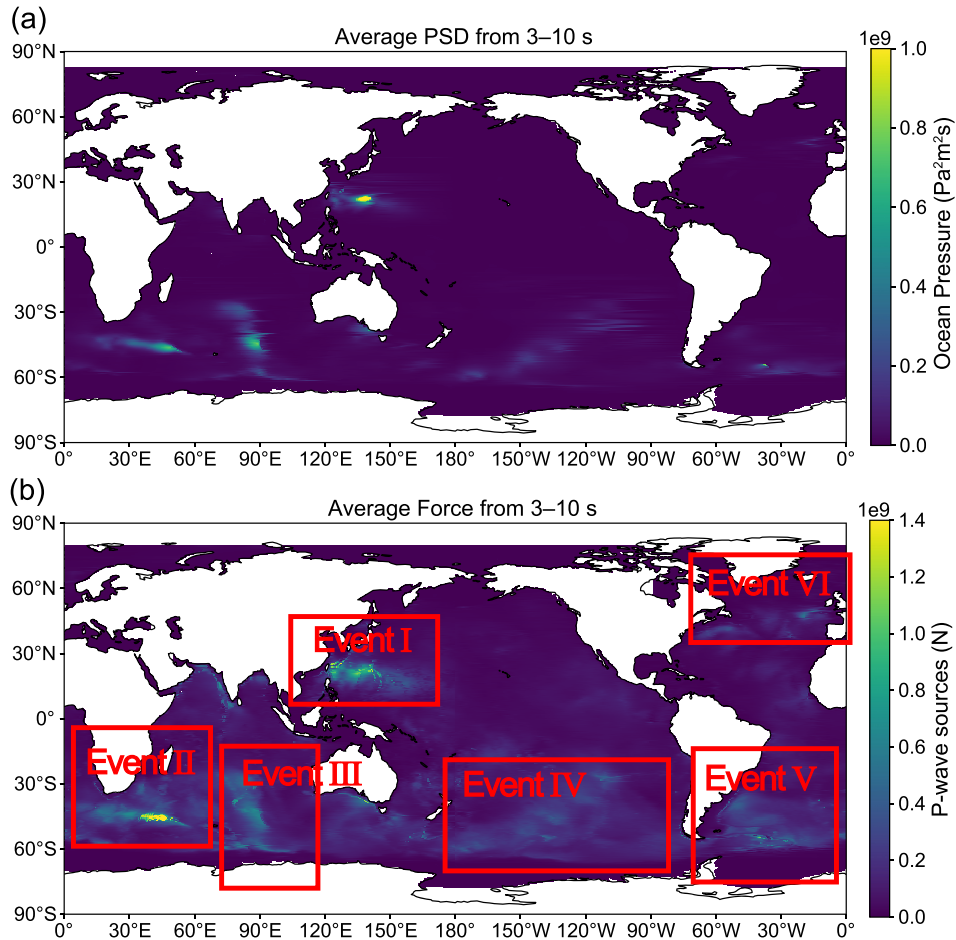 (a)
Average PSD from 3–10 s
1e9
90°N
60°N
30°N
0°
30°S
60°S
90°S
0° 30°E 60°E 90°E 120°E 150°E 180° 150°W 120°W 90°W 60°W 30°W 0°
1.0
0.8
0.6
0.4
0.2
0.0
Ocean Pressure (Pa²m²s)
(b)
Average Force from 3–10 s
1e9
90°N
60°N
30°N
0°
30°S
60°S
90°S
Event VI
Event I
Event II
Event III
Event IV
Event V
0° 30°E 60°E 90°E 120°E 150°E 180° 150°W 120°W 90°W 60°W 30°W 0°
1.4
1.2
1.0
0.8
0.6
0.4
0.2
0.0
P-wave sources (N)